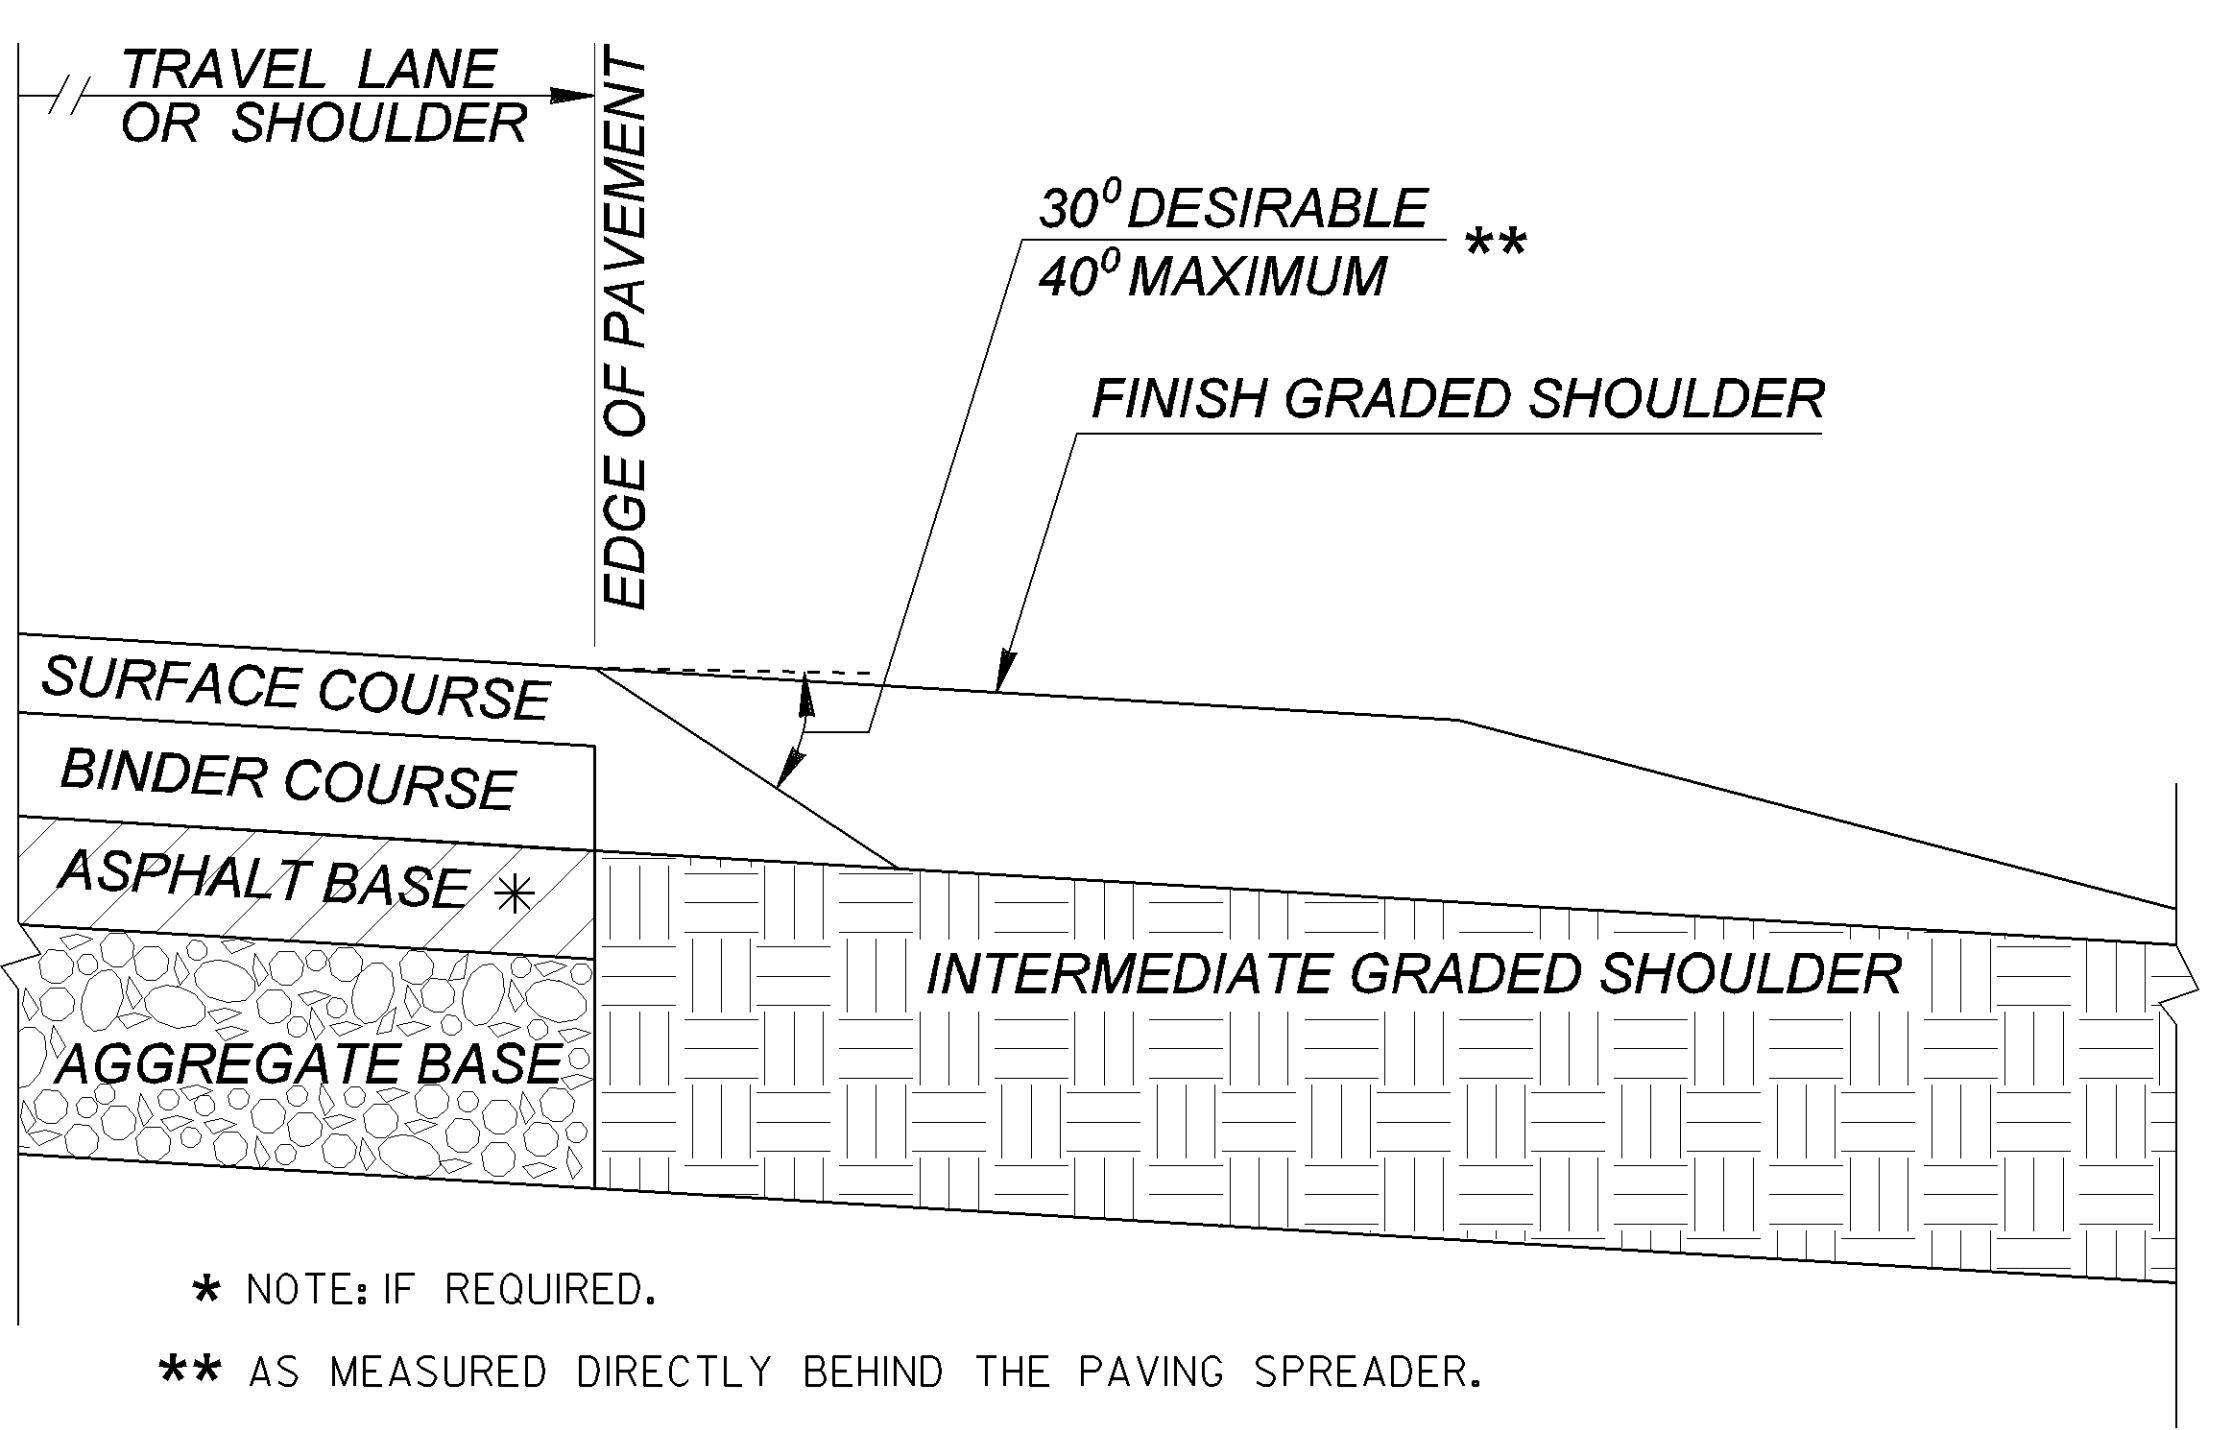 TRAVEL LANE
OR SHOULDER
EDGE OF PAVEMENT
30⁰ DESIRABLE
40⁰ MAXIMUM
**
FINISH GRADED SHOULDER
SURFACE COURSE
BINDER COURSE
ASPHALT BASE *
AGGREGATE BASE
INTERMEDIATE GRADED SHOULDER
* NOTE: IF REQUIRED.
** AS MEASURED DIRECTLY BEHIND THE PAVING SPREADER.